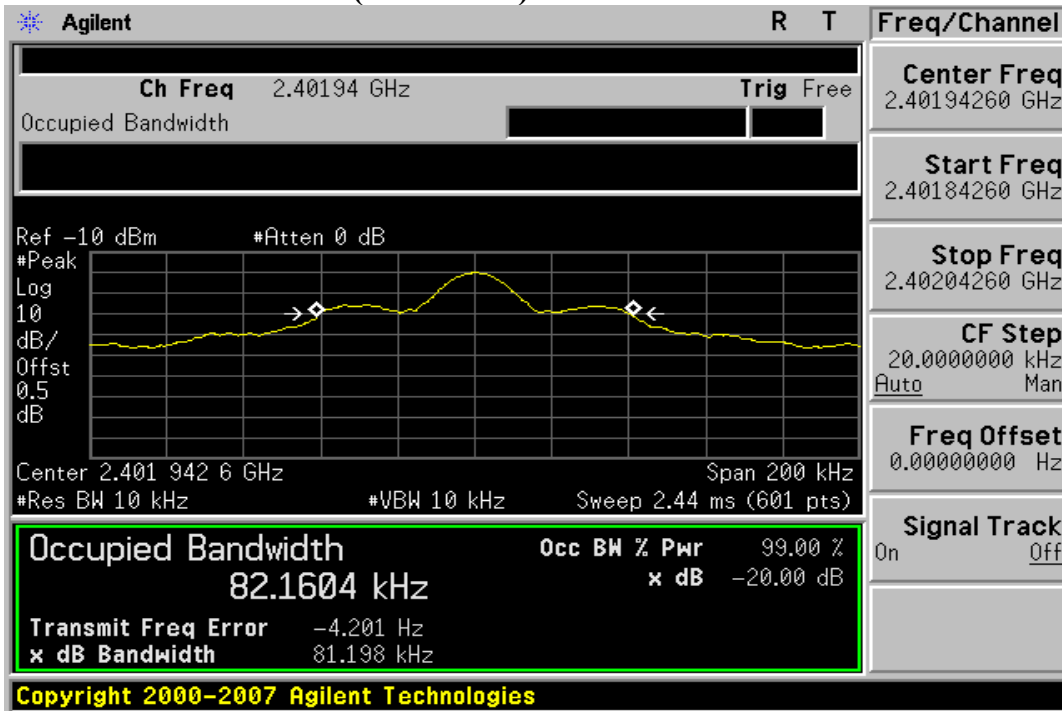 Agilent R T
Ch Freq 2.40194 GHz Trig Free
Occupied Bandwidth
Ref -10 dBm #Atten 0 dB
#Peak
Log
10
dB/
Offst
0.5
dB
Center 2.401 942 6 GHz Span 200 kHz
#Res BW 10 kHz #VBW 10 kHz Sweep 2.44 ms (601 pts)
Occupied Bandwidth Occ BW % Pwr 99.00 %
82.1604 kHz x dB -20.00 dB
Transmit Freq Error -4.201 Hz
x dB Bandwidth 81.198 kHz
Copyright 2000-2007 Agilent Technologies
Freq/Channel
Center Freq
2.40194260 GHz
Start Freq
2.40184260 GHz
Stop Freq
2.40204260 GHz
CF Step
20.0000000 kHz
Auto Man
Freq Offset
0.00000000 Hz
Signal Track
On Off